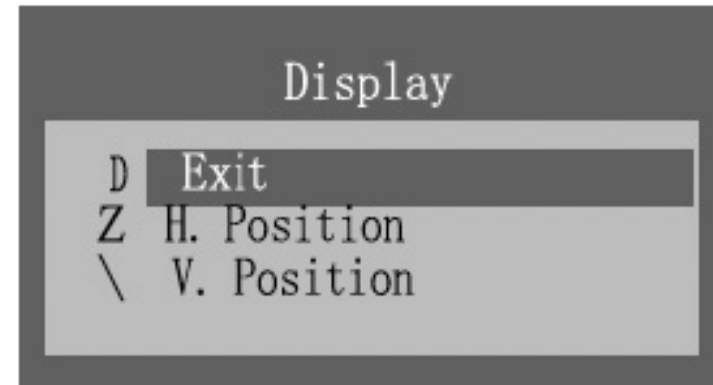 Display
D Exit
Z H. Position
\ V. Position